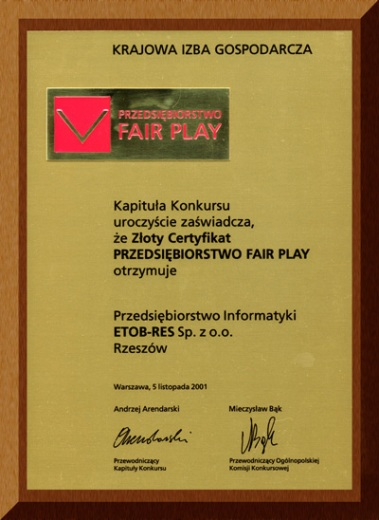 KRAJOWA IZBA GOSPODARCZA
PRZEDSIĘBIORSTWO
FAIR PLAY
Kapituła Konkursu
uroczyście zaświadcza,
że Złoty Certyfikat
PRZEDSIĘBIORSTWO FAIR PLAY
otrzymuje
Przedsiębiorstwo Informatyki
ETOB-RES Sp. z o.o.
Rzeszów
Warszawa, 5 listopada 2001
Andrzej Arendarski Mieczysław Bąk
Arendarski Bąk
Przewodniczący Przewodniczący Ogólnopolskiej
Kapituły Konkursu Komisji Konkursowej